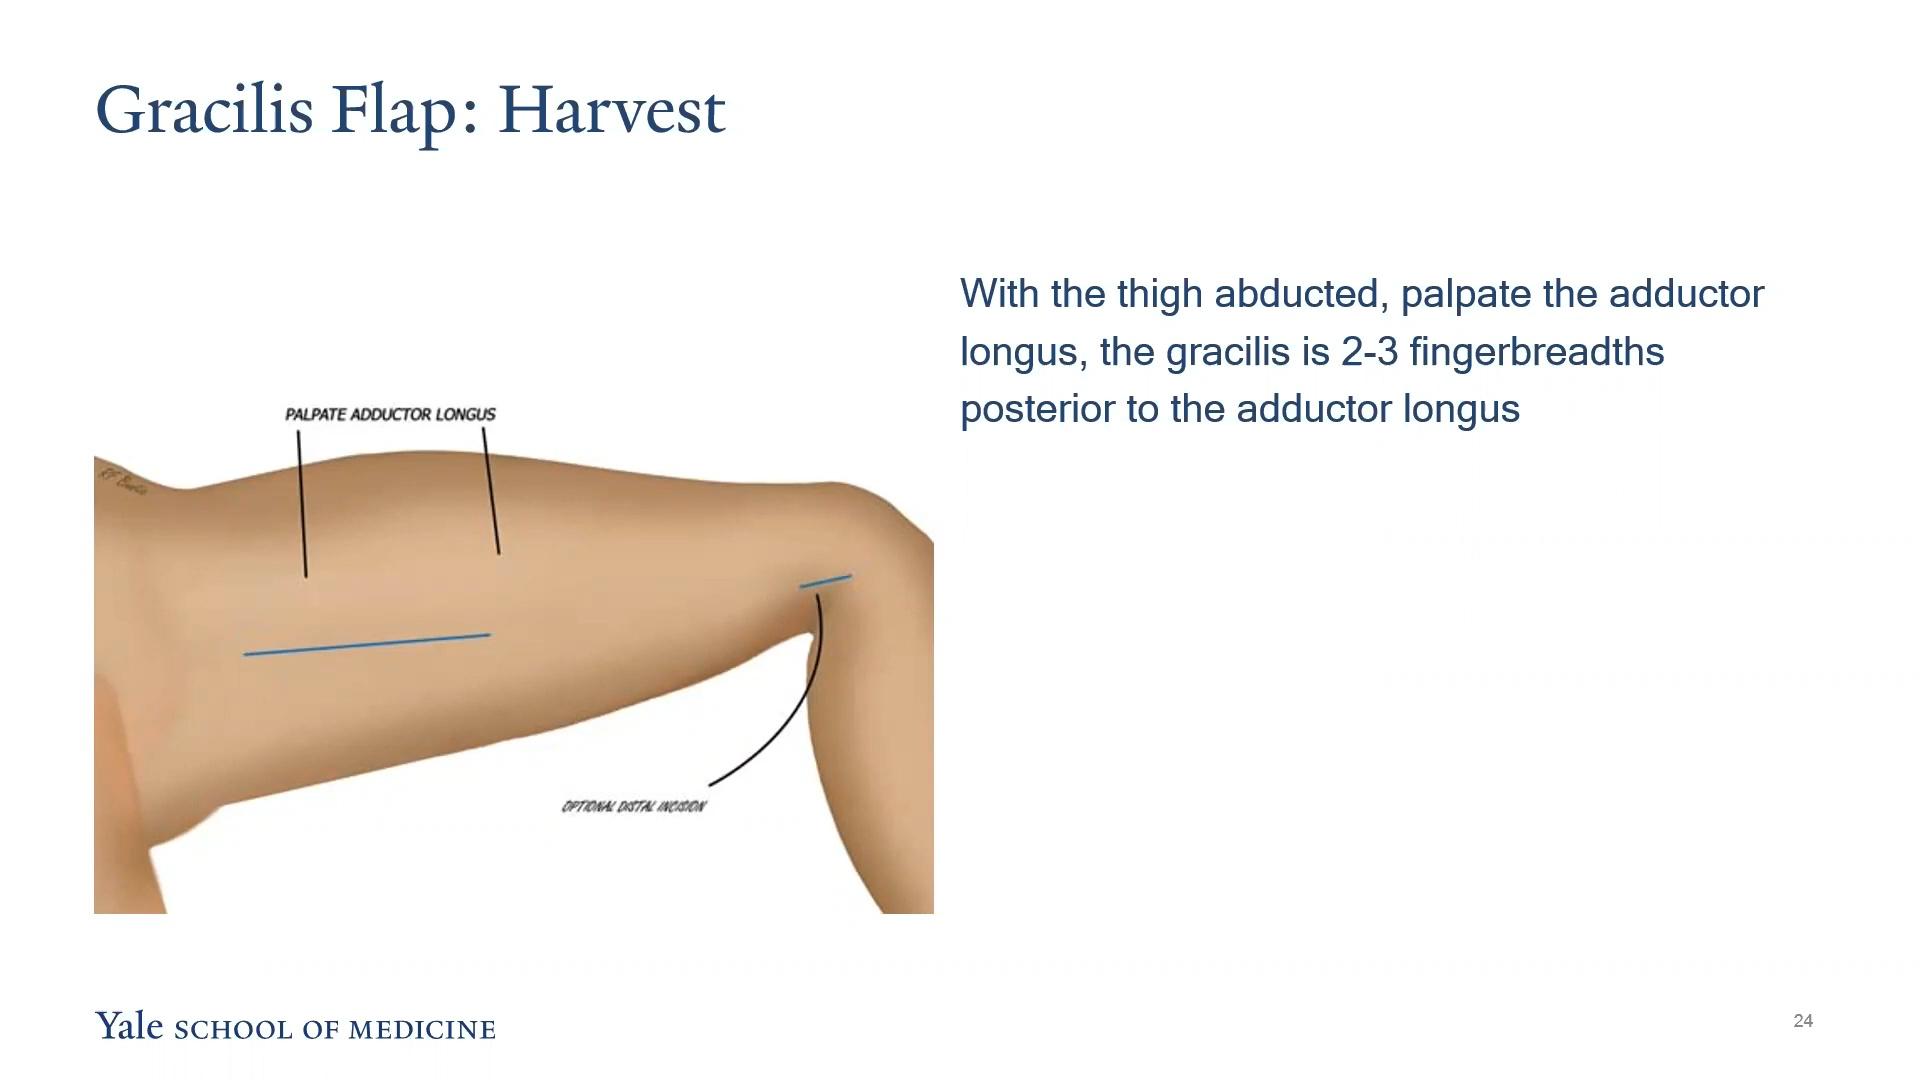 Gracilis Flap: Harvest
With the thigh abducted, palpate the adductor
longus, the gracilis is 2-3 fingerbreadths
posterior to the adductor longus
PALPATE ADDUCTOR LONGUS
OPTIONAL DISTAL INCISION
Yale SCHOOL OF MEDICINE
24